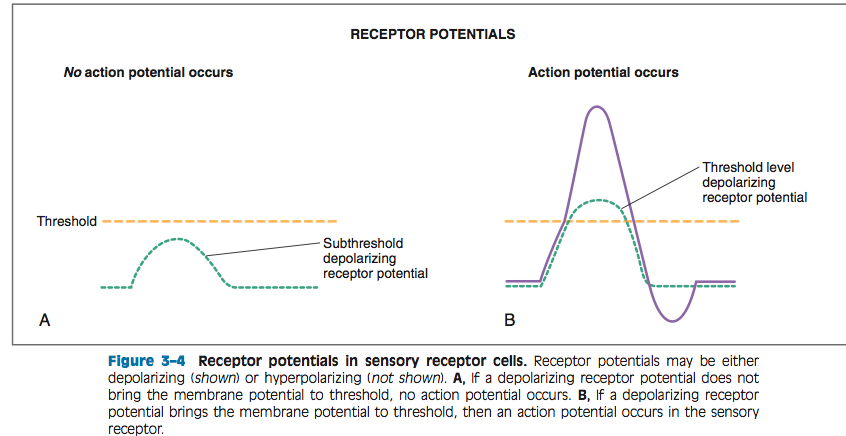 RECEPTOR POTENTIALS
No action potential occurs
Action potential occurs
Threshold level
depolarizing
receptor potential
Threshold
Subthreshold
depolarizing
receptor potential
A
B
Figure 3–4 Receptor potentials in sensory receptor cells. Receptor potentials may be either
depolarizing (shown) or hyperpolarizing (not shown). A, If a depolarizing receptor potential does not
bring the membrane potential to threshold, no action potential occurs. B, If a depolarizing receptor
potential brings the membrane potential to threshold, then an action potential occurs in the sensory
receptor.